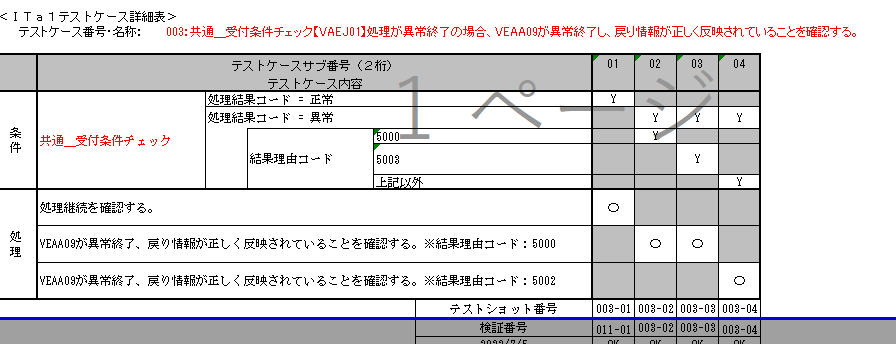 ＜ＩＴａ１テストケース詳細表＞
テストケース番号・名称: 003:共通＿受付条件チェック【VAEJ01】処理が異常終了の場合、VEAA09が異常終了し、戻り情報が正しく反映されていることを確認する。
テストケースサブ番号（２桁） 01 02 03 04
テストケース内容
処理結果コード = 正常 Y
条件
処理結果コード = 異常 Y Y Y
共通＿受付条件チェック
5000 Y
結果理由コード 5003 Y
上記以外 Y
処理継続を確認する。 ○
処理
VEAA09が異常終了、戻り情報が正しく反映されていることを確認する。※結果理由コード：5000 ○ ○
VEAA09が異常終了、戻り情報が正しく反映されていることを確認する。※結果理由コード：5002 ○
テストショット番号 003-01 003-02 003-03 003-04
検証番号 011-01 003-02 003-03 003-04
1 ページ